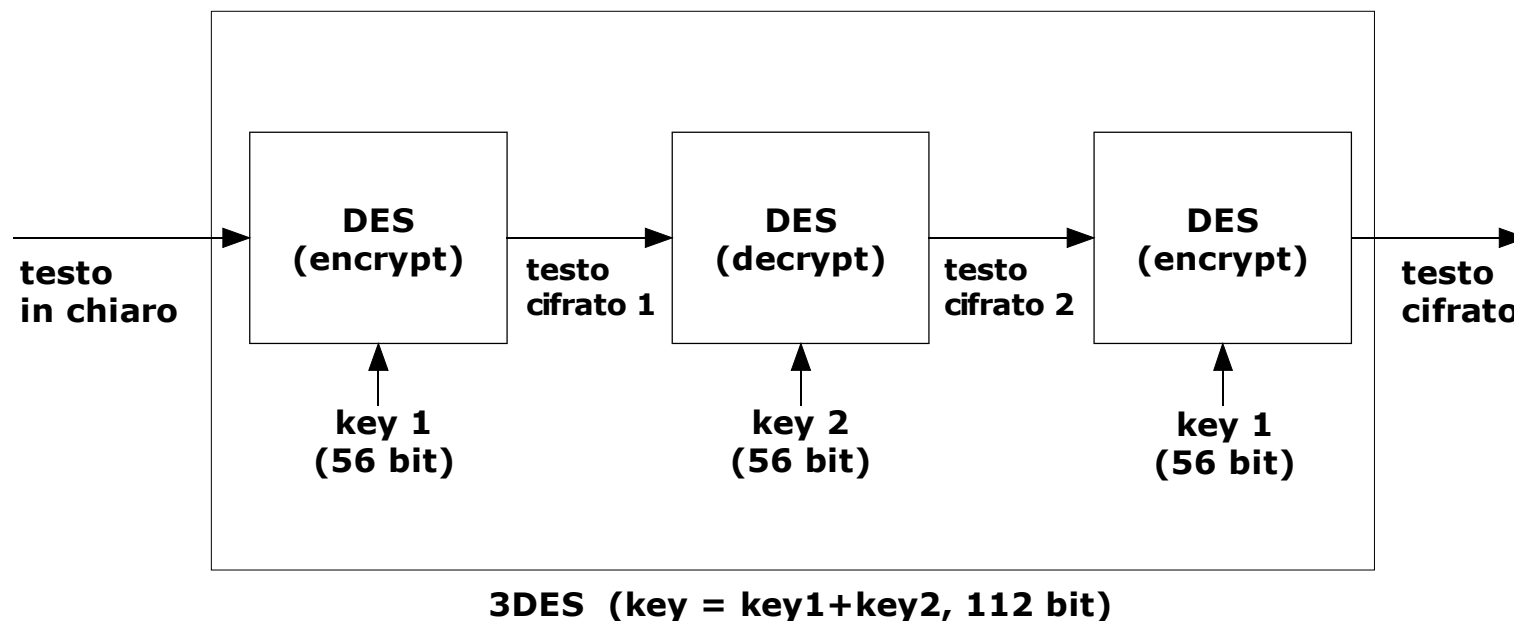 DES
(encrypt)
DES
(decrypt)
DES
(encrypt)
testo
in chiaro
testo
cifrato 1
testo
cifrato 2
testo
cifrato
key 1
(56 bit)
key 2
(56 bit)
key 1
(56 bit)
3DES (key = key1+key2, 112 bit)